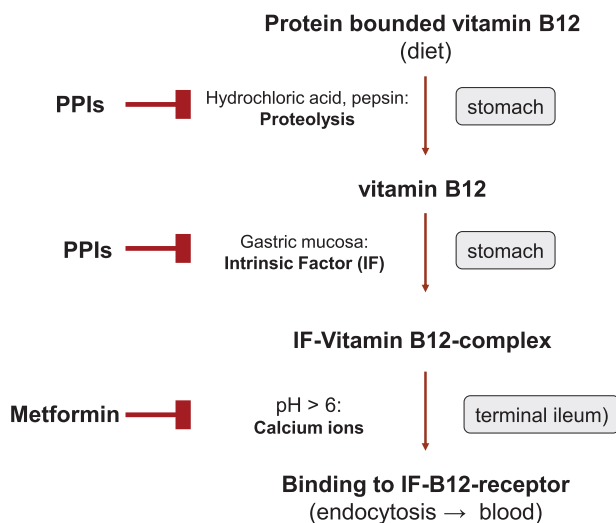 Protein bounded vitamin B12
(diet)
PPIs
Hydrochloric acid, pepsin:
Proteolysis
stomach
vitamin B12
PPIs
Gastric mucosa:
Intrinsic Factor (IF)
stomach
IF-Vitamin B12-complex
Metformin
pH > 6:
Calcium ions
terminal ileum)
Binding to IF-B12-receptor
(endocytosis → blood)